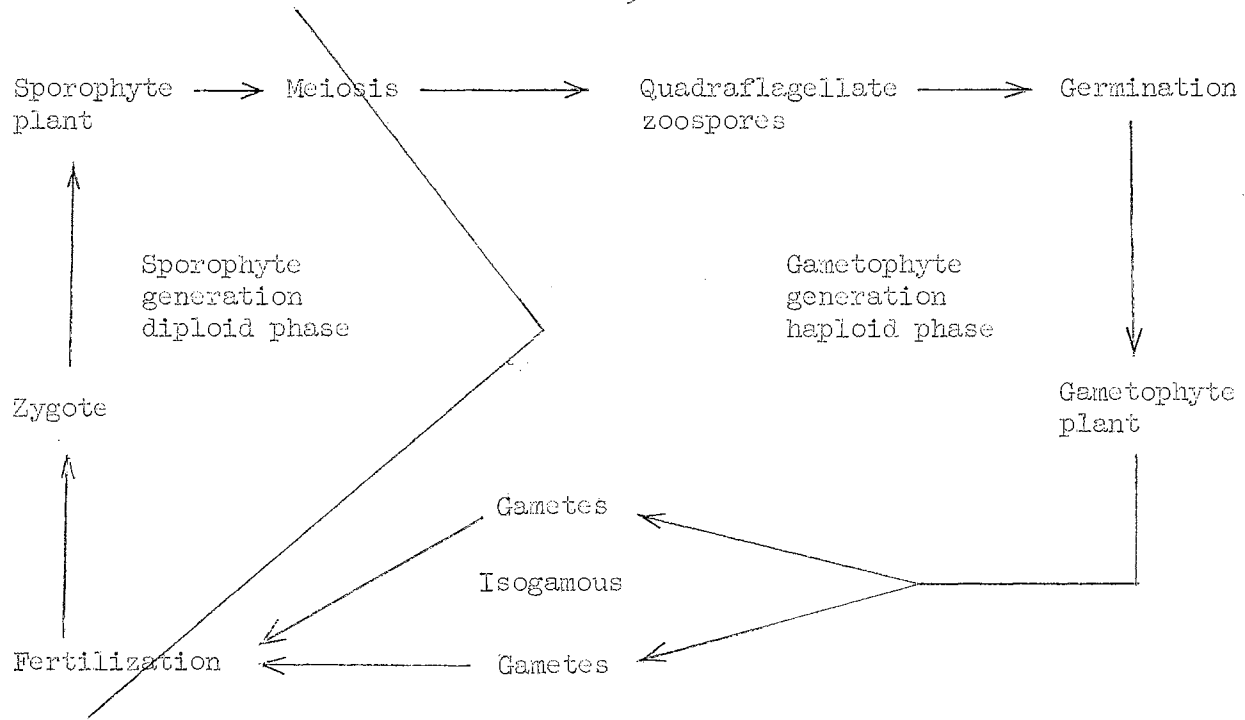 Sporophyte
plant
Meiosis
Quadraflagellate
zoospores
Germination
Sporophyte
generation
diploid phase
Gametophyte
generation
haploid phase
Zygote
Gametophyte
plant
Gametes
Isogamous
Fertilization
Gametes